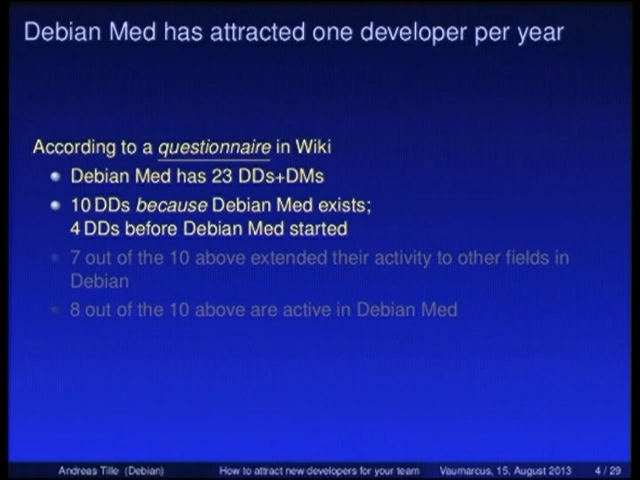 Debian Med has attracted one developer per year
According to a questionnaire in Wiki
Debian Med has 23 DDs+DMs
10 DDs because Debian Med exists;
4 DDs before Debian Med started
7 out of the 10 above extended their activity to other fields in
Debian
8 out of the 10 above are active in Debian Med
Andreas Tille (Debian) How to attract new developers for your team Vaumarcus, 15. August 2013 4 / 29